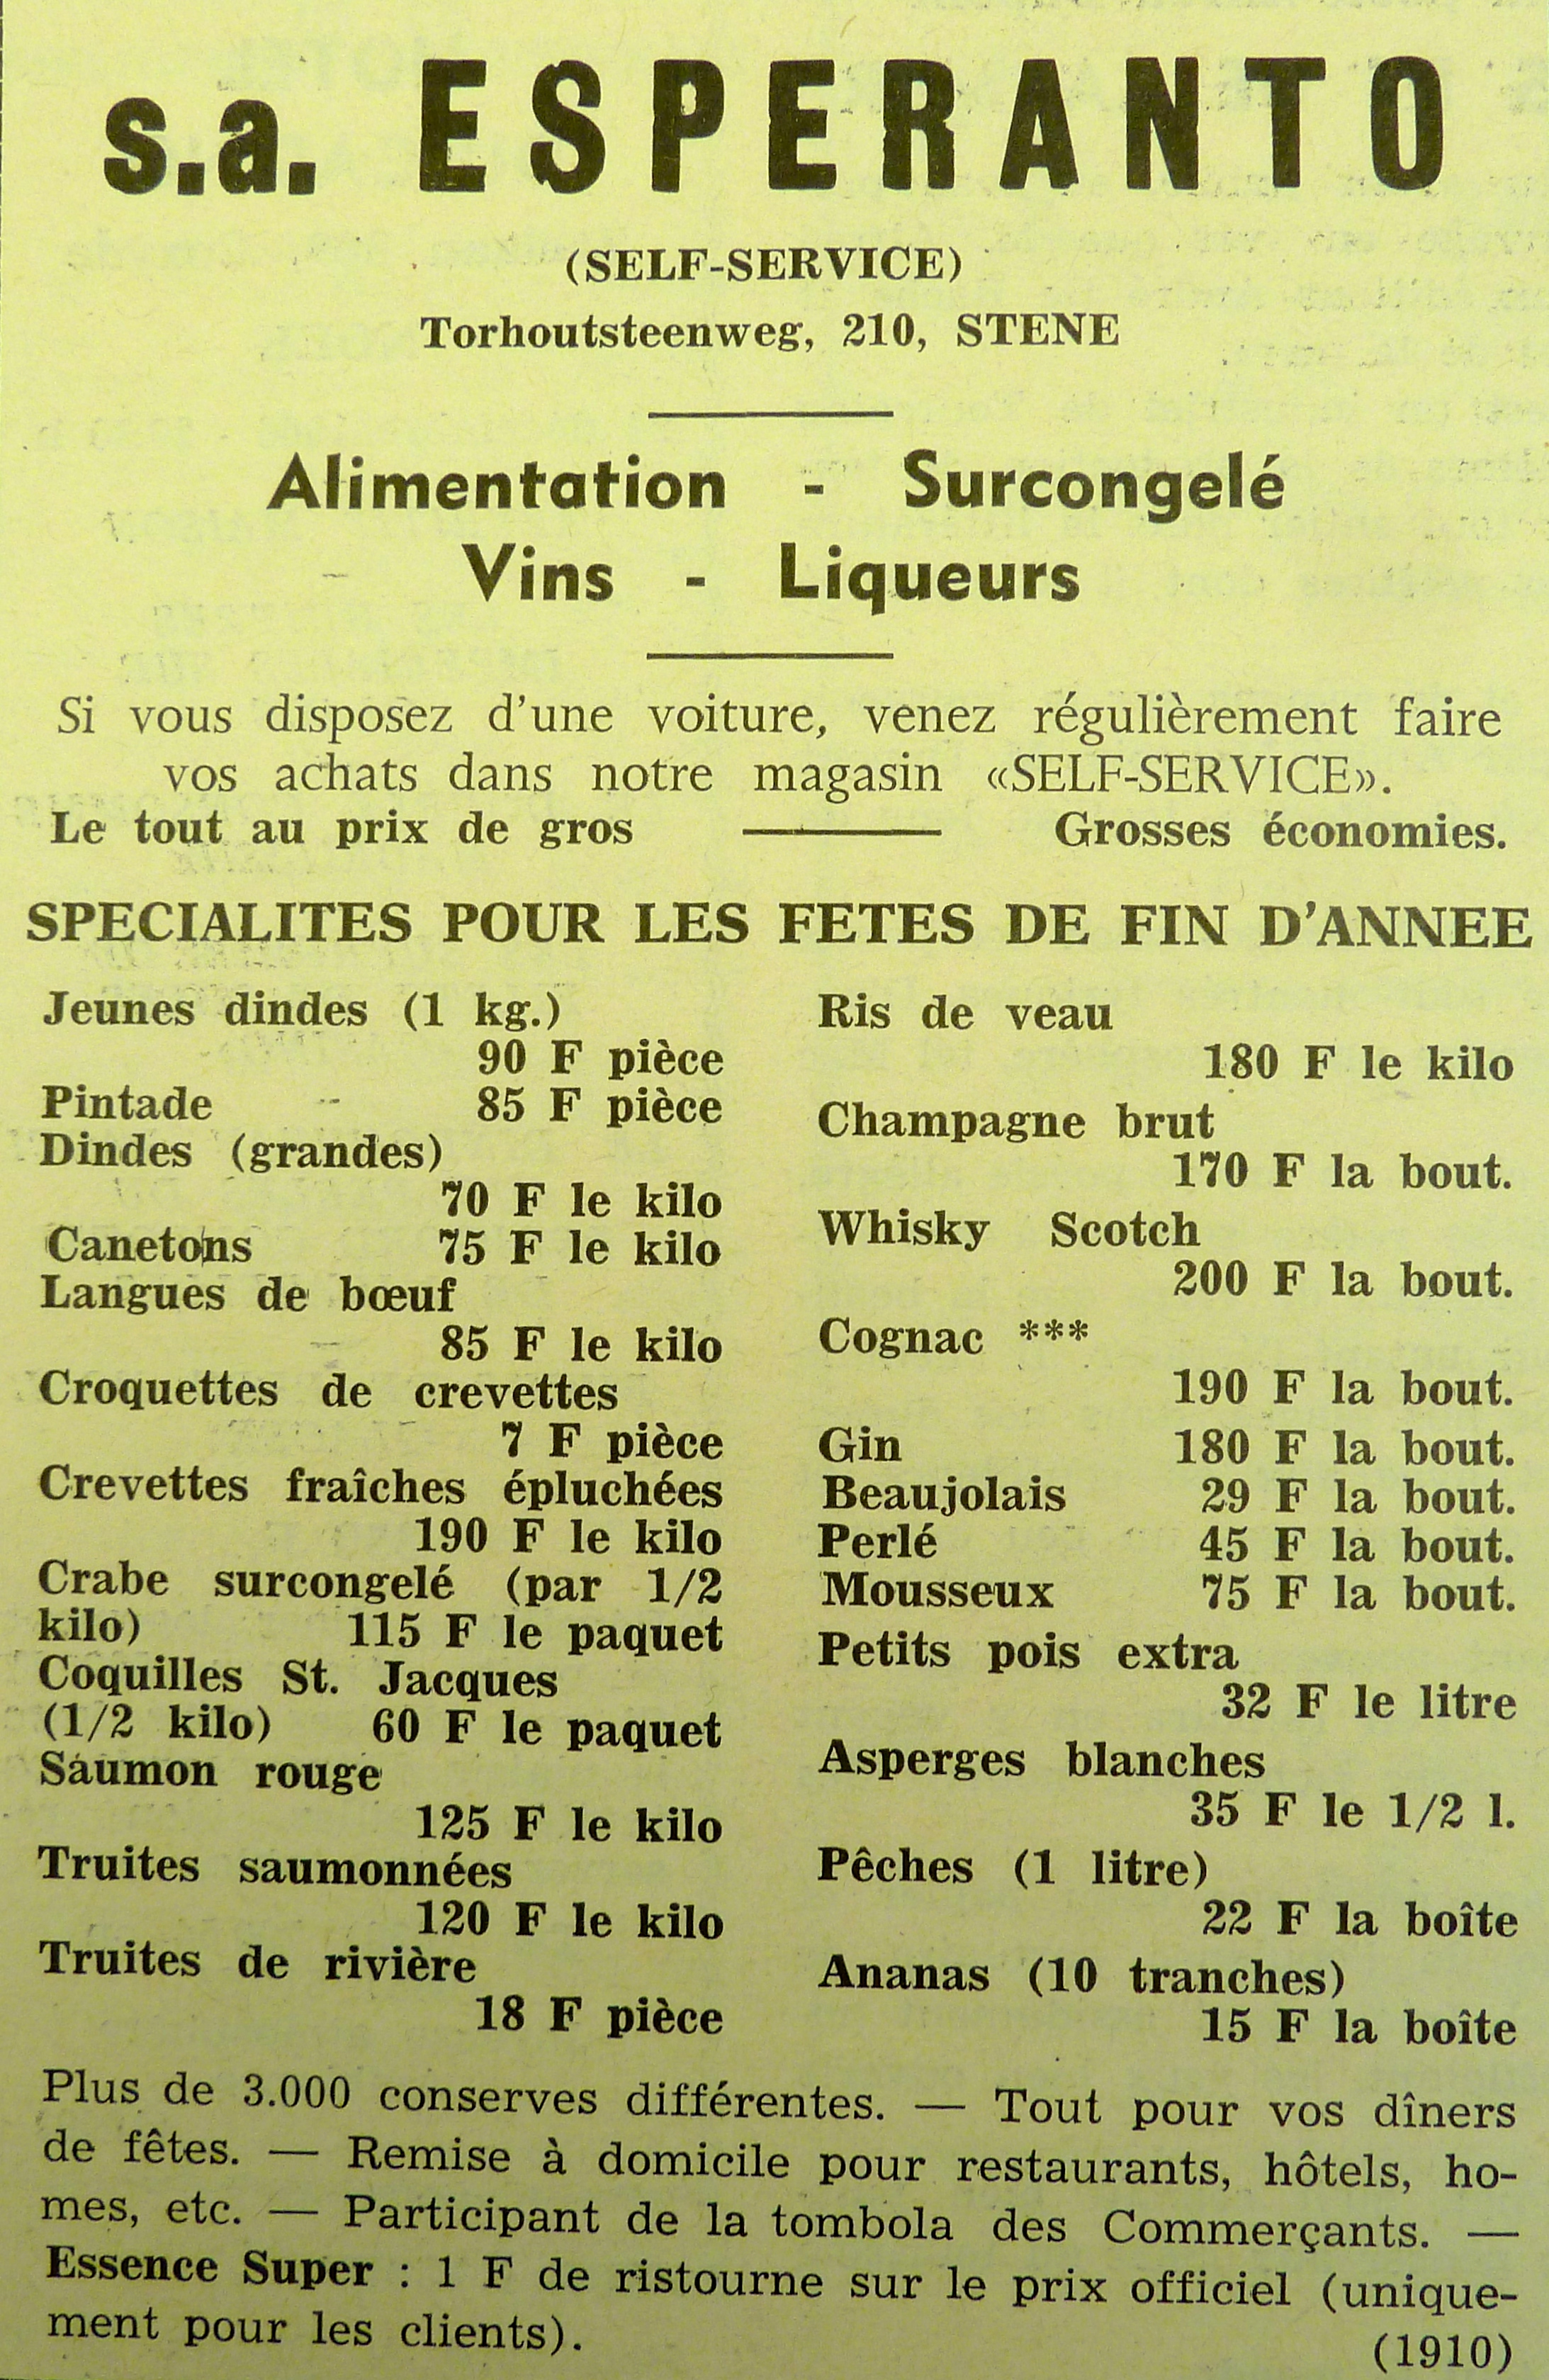 s.a. ESPERANTO
(SELF-SERVICE)
Torhoutsteenweg, 210, STENE
Alimentation - Surcongelé
Vins - Liqueurs
Si vous disposez d'une voiture, venez régulièrement faire
vos achats dans notre magasin «SELF-SERVICE».
Le tout au prix de gros —— Grosses économies.
SPECIALITES POUR LES FETES DE FIN D'ANNEE
Jeunes dindes (1 kg.)
90 F pièce
Pintade 85 F pièce
Dindes (grandes)
70 F le kilo
Canetons 75 F le kilo
Langues de bœuf
85 F le kilo
Croquettes de crevettes
7 F pièce
Crevettes fraîches épluchées
190 F le kilo
Crabe surcongelé (par 1/2
kilo) 115 F le paquet
Coquilles St. Jacques
(1/2 kilo) 60 F le paquet
Saumon rouge
125 F le kilo
Truites saumonnées
120 F le kilo
Truites de rivière
18 F pièce
Ris de veau
180 F le kilo
Champagne brut
170 F la bout.
Whisky Scotch
200 F la bout.
Cognac ***
190 F la bout.
Gin 180 F la bout.
Beaujolais 29 F la bout.
Perlé 45 F la bout.
Mousseux 75 F la bout.
Petits pois extra
32 F le litre
Asperges blanches
35 F le 1/2 l.
Pêches (1 litre)
22 F la boîte
Ananas (10 tranches)
15 F la boîte
Plus de 3.000 conserves différentes. — Tout pour vos dîners
de fêtes. — Remise à domicile pour restaurants, hôtels, ho-
mes, etc. — Participant de la tombola des Commerçants. —
Essence Super : 1 F de ristourne sur le prix officiel (unique-
ment pour les clients).
(1910)